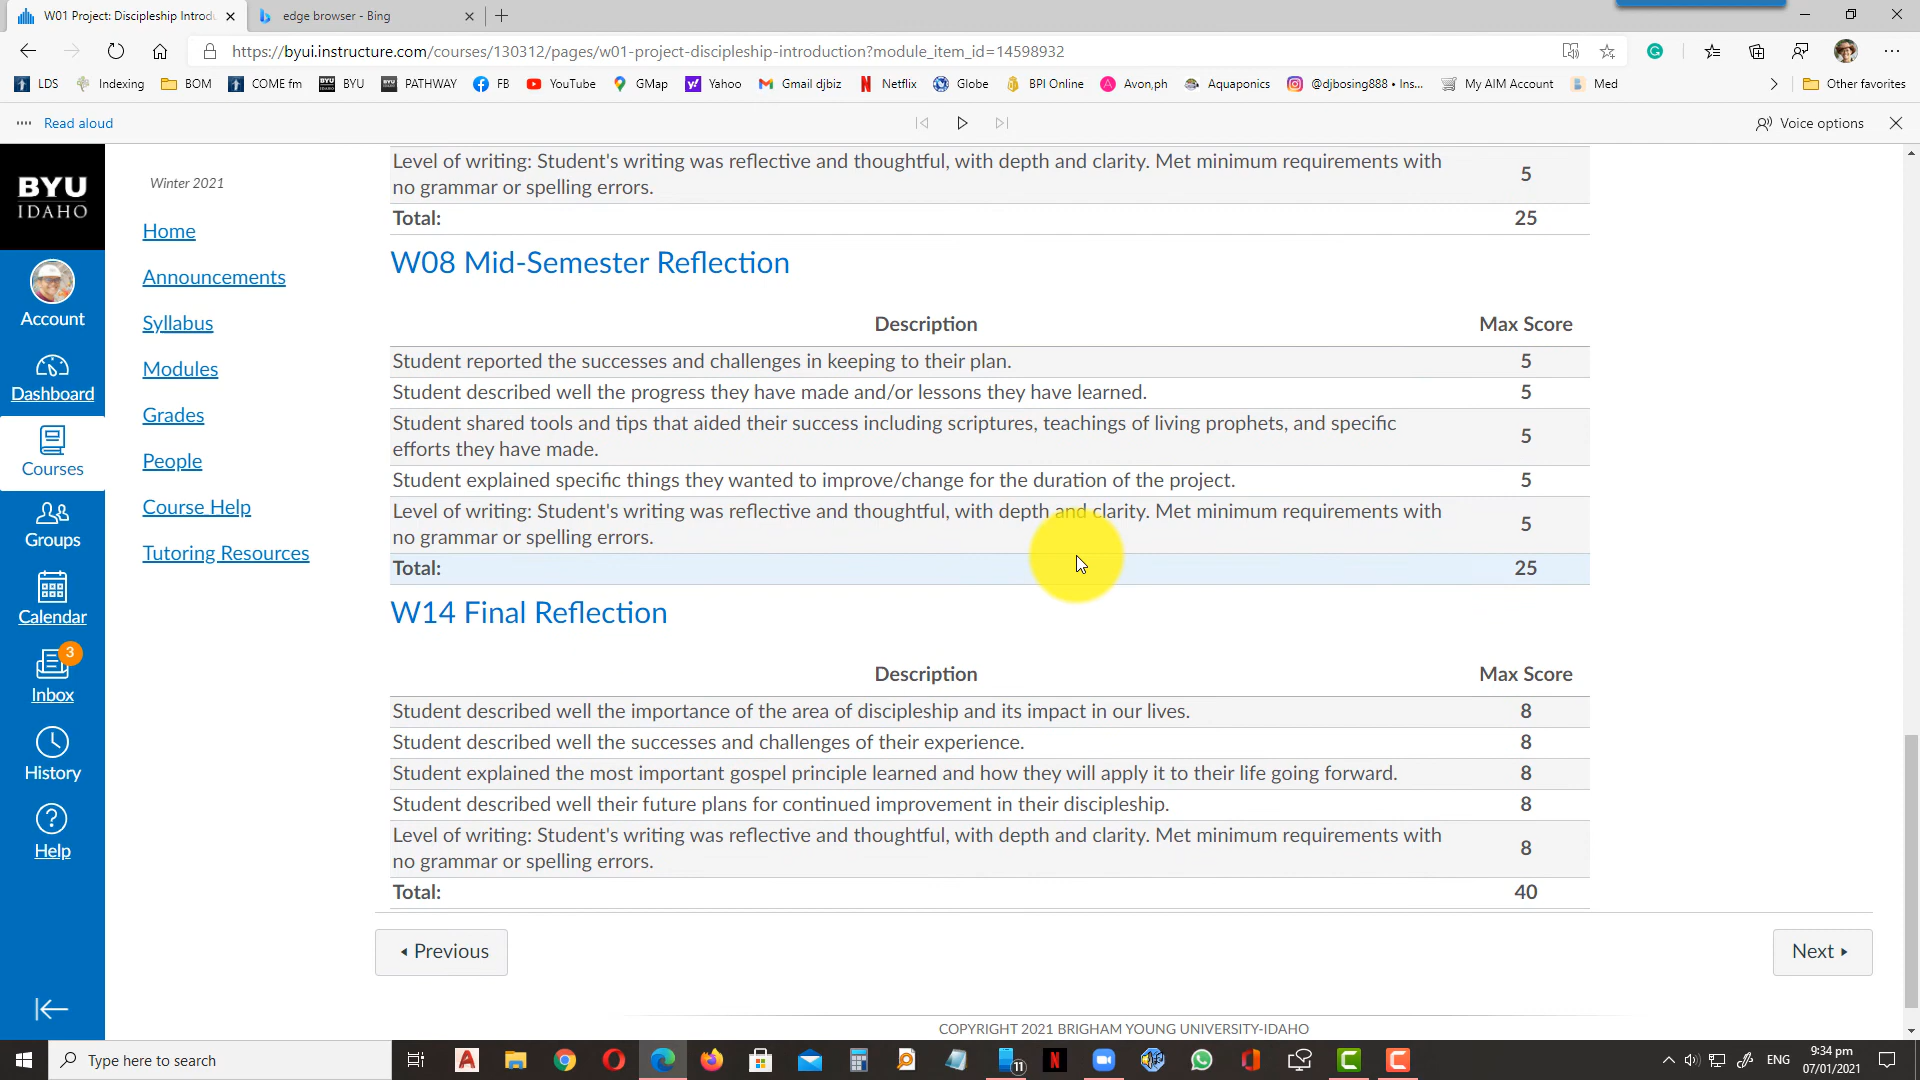 W01 Project: Discipleship Introdu
edge browser - Bing
https://byui.instructure.com/courses/130312/pages/w01-project-discipleship-introduction?module_item_id=14598932
LDS Indexing BOM COME fm BYU PATHWAY FB YouTube GMap Yahoo Gmail djbiz Netflix Globe BPI Online Avon,ph Aquaponics @djbosing888 • Ins... My AIM Account Med Other favorites
Read aloud
Voice options
BYU
IDAHO
Account
Dashboard
Courses
Groups
Calendar
3
Inbox
History
Help
Winter 2021
Home
Announcements
Syllabus
Modules
Grades
People
Course Help
Tutoring Resources
Level of writing: Student's writing was reflective and thoughtful, with depth and clarity. Met minimum requirements with
no grammar or spelling errors.
5
Total: 25
W08 Mid-Semester Reflection
Description Max Score
Student reported the successes and challenges in keeping to their plan. 5
Student described well the progress they have made and/or lessons they have learned. 5
Student shared tools and tips that aided their success including scriptures, teachings of living prophets, and specific
efforts they have made.
5
Student explained specific things they wanted to improve/change for the duration of the project. 5
Level of writing: Student's writing was reflective and thoughtful, with depth and clarity. Met minimum requirements with
no grammar or spelling errors.
5
Total: 25
W14 Final Reflection
Description Max Score
Student described well the importance of the area of discipleship and its impact in our lives. 8
Student described well the successes and challenges of their experience. 8
Student explained the most important gospel principle learned and how they will apply it to their life going forward. 8
Student described well their future plans for continued improvement in their discipleship. 8
Level of writing: Student's writing was reflective and thoughtful, with depth and clarity. Met minimum requirements with
no grammar or spelling errors.
8
Total: 40
Previous
Next
COPYRIGHT 2021 BRIGHAM YOUNG UNIVERSITY-IDAHO
Type here to search
11
ENG
9:34 pm
07/01/2021